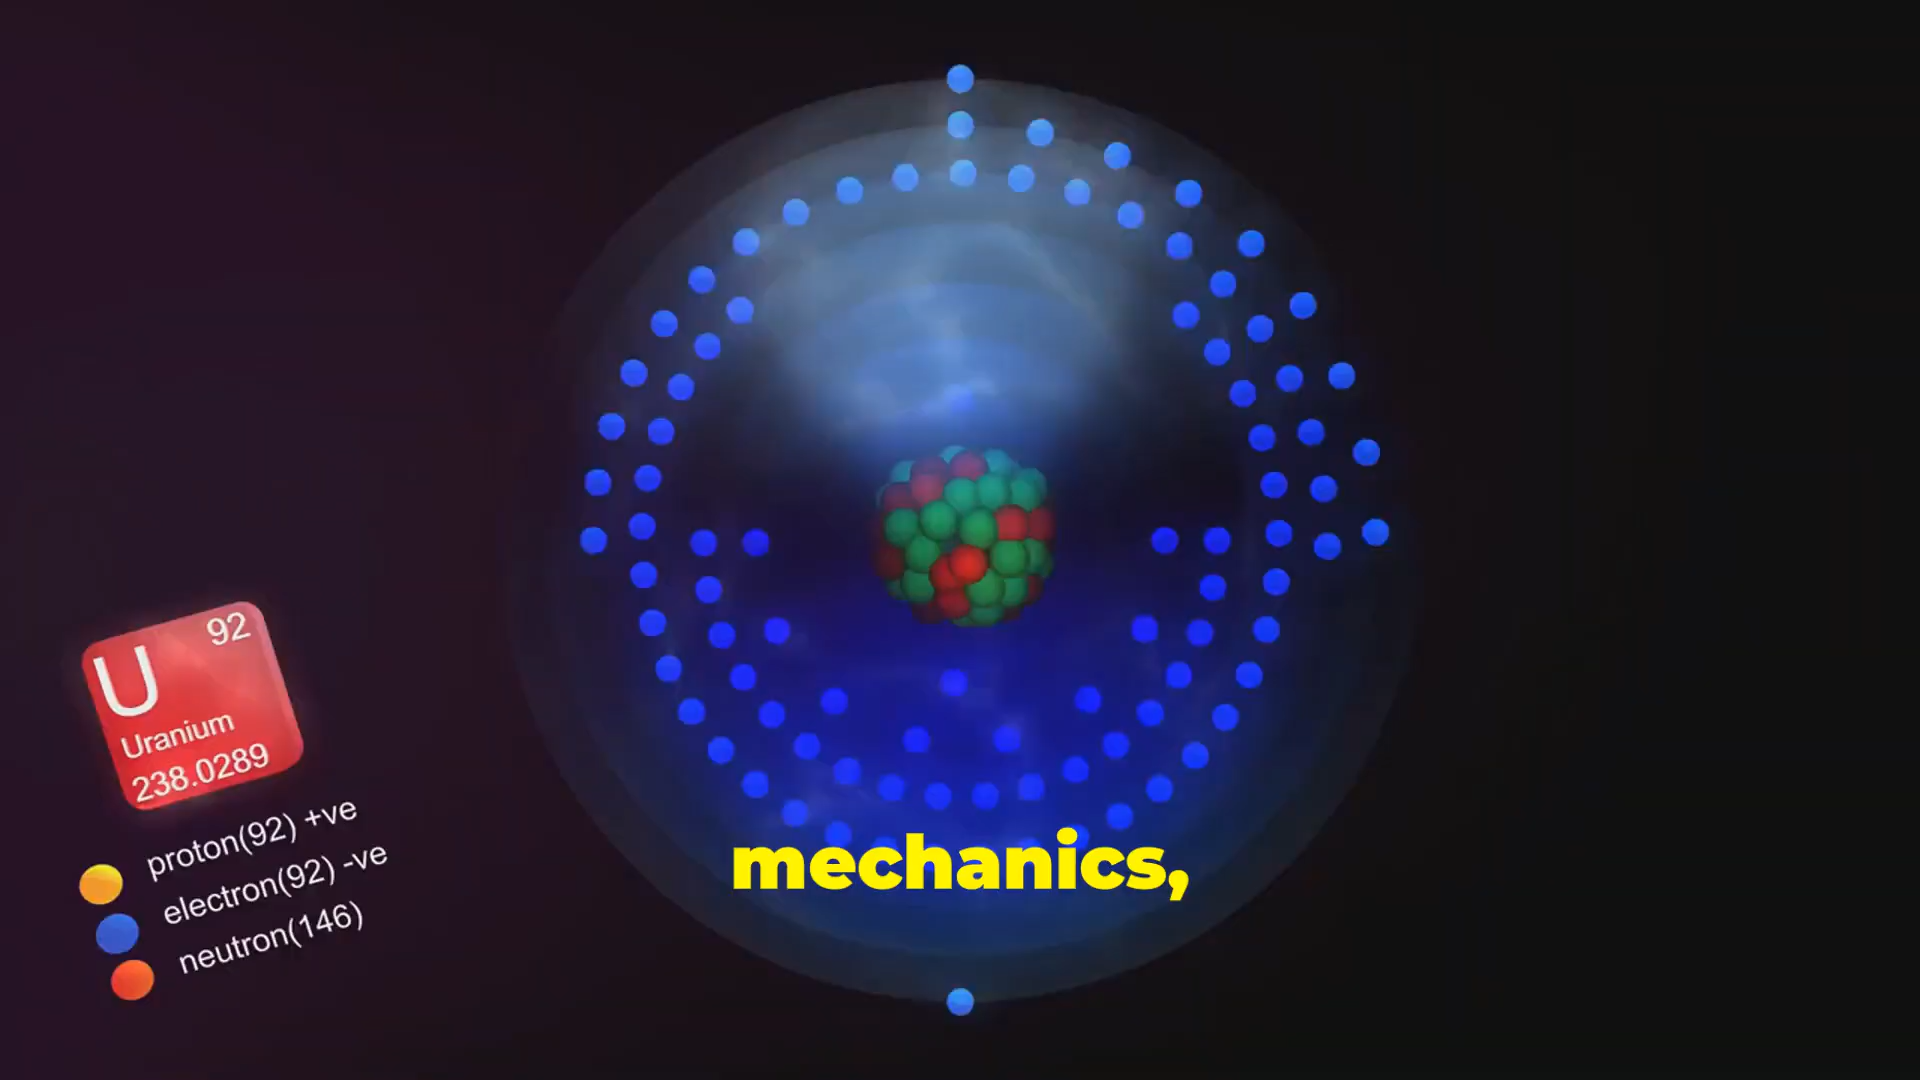 92
U
Uranium
238.0289
proton(92) +ve
electron(92) -ve
neutron(146)
mechanics,